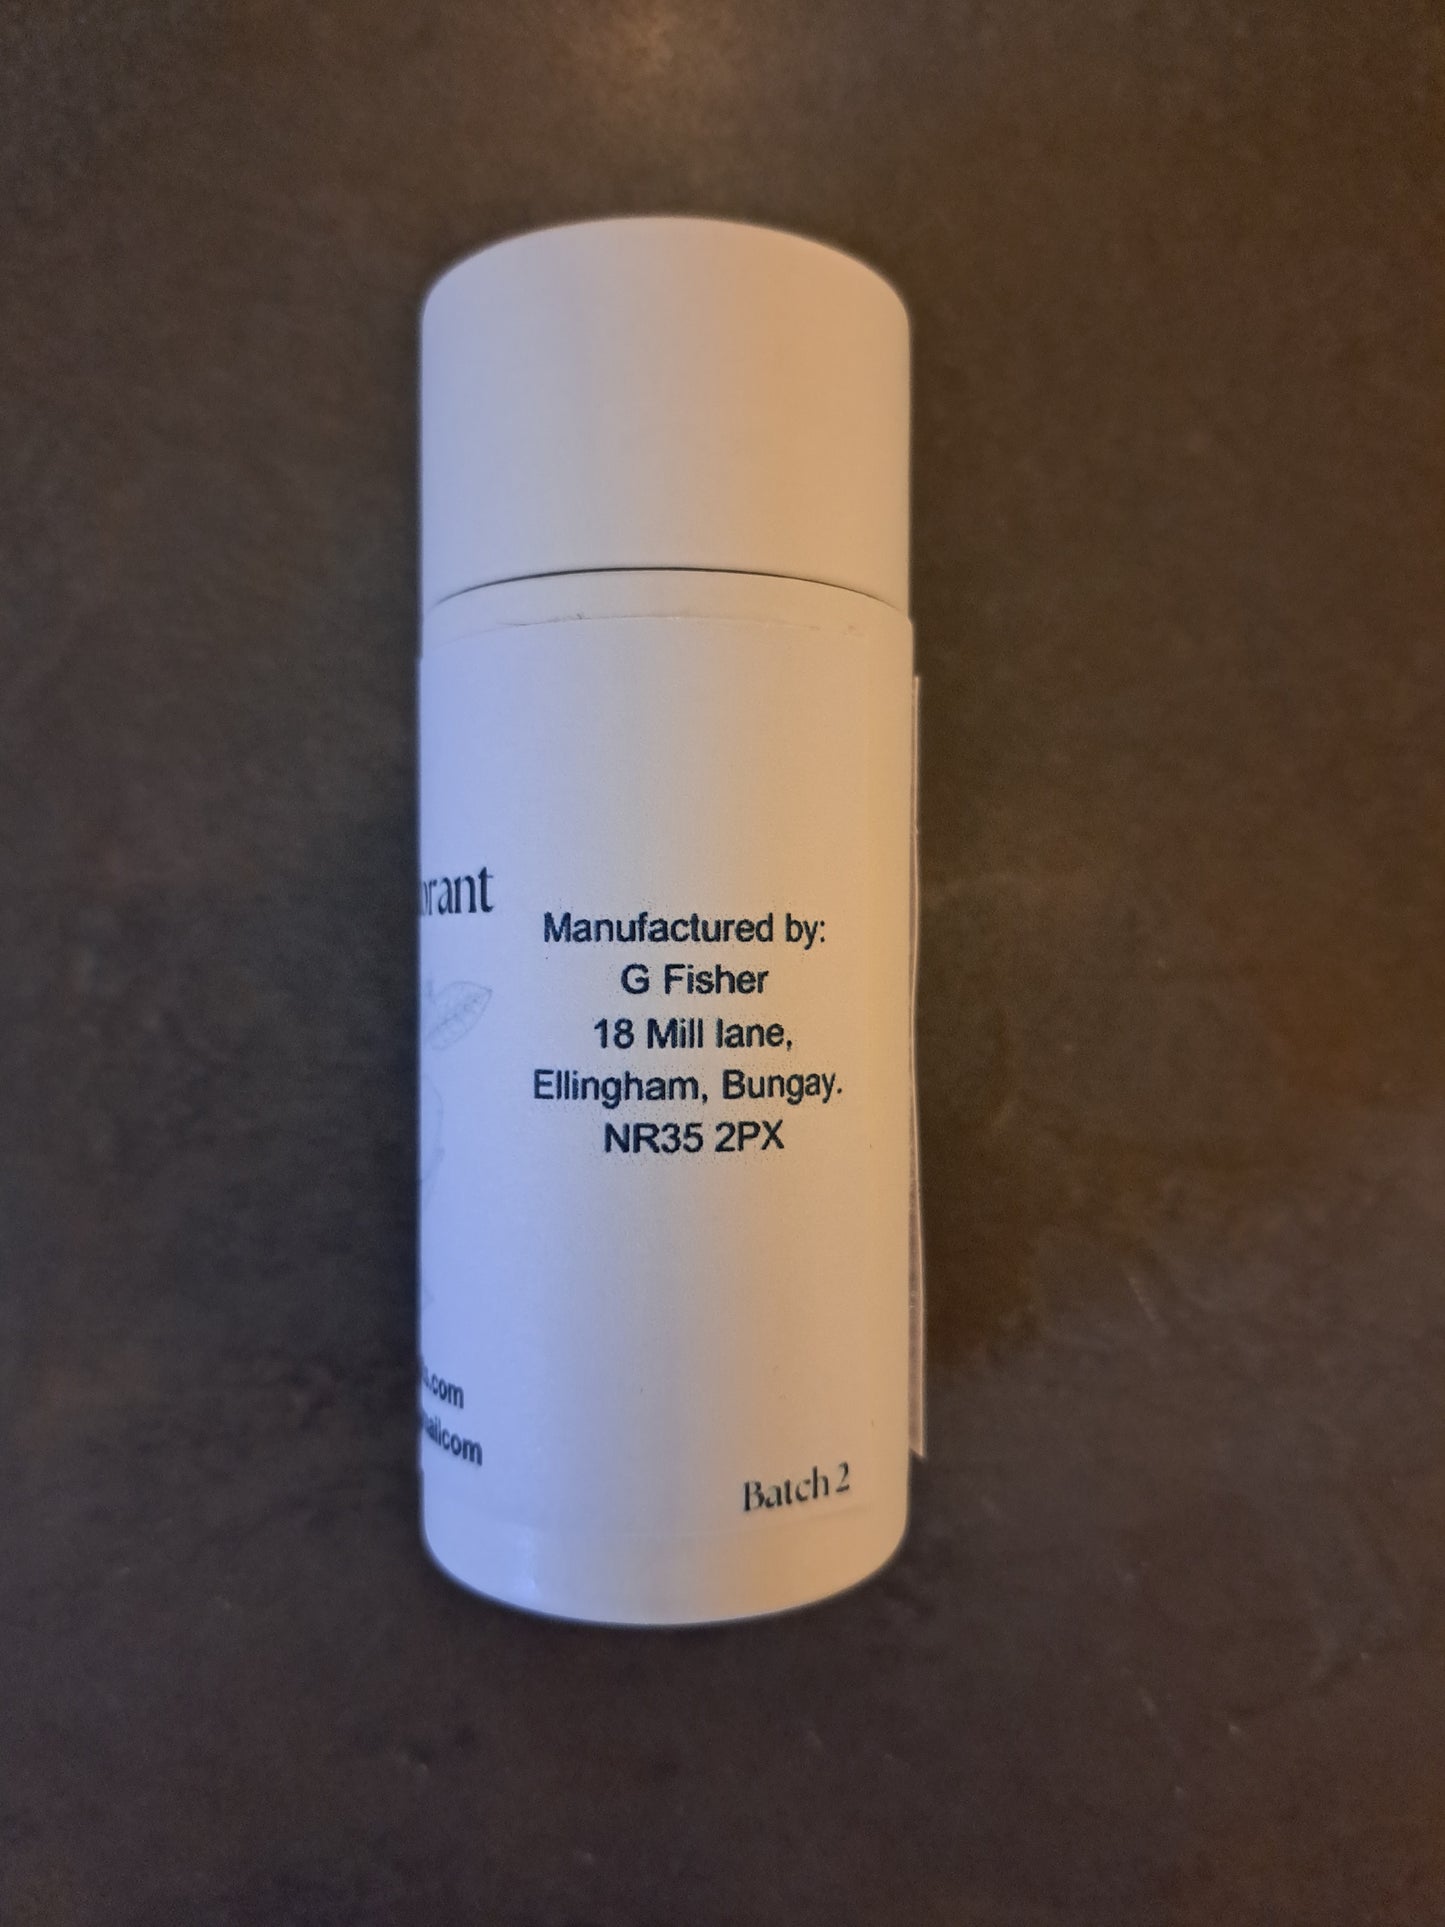 Manufactured by:
G Fisher
18 Mill lane,
Ellingham, Bungay.
NR35 2PX
Batch 2